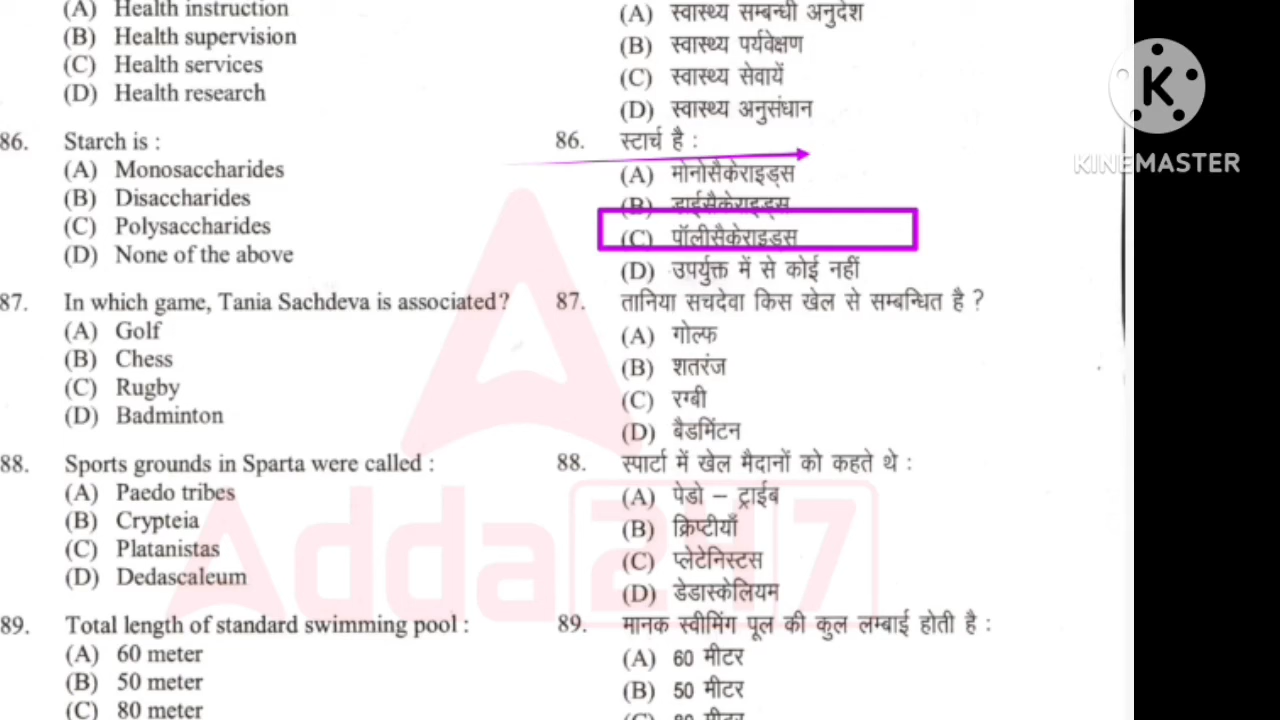 (A) Health instruction
(B) Health supervision
(C) Health services
(D) Health research
86. Starch is :
(A) Monosaccharides
(B) Disaccharides
(C) Polysaccharides
(D) None of the above
87. In which game, Tania Sachdeva is associated?
(A) Golf
(B) Chess
(C) Rugby
(D) Badminton
88. Sports grounds in Sparta were called :
(A) Paedo tribes
(B) Crypteia
(C) Platanistas
(D) Dedascaleum
89. Total length of standard swimming pool :
(A) 60 meter
(B) 50 meter
(C) 80 meter
(A) स्वास्थ्य सम्बन्धी अनुदेश
(B) स्वास्थ्य पर्यवेक्षण
(C) स्वास्थ्य सेवायें
(D) स्वास्थ्य अनुसंधान
86. स्टार्च है :
(A) मोनोसैकेराइड्स
(B) डाईसैकेराइड्स
(C) पॉलीसैकेराइड्स
(D) उपर्युक्त में से कोई नहीं
87. तानिया सचदेवा किस खेल से सम्बन्धित है ?
(A) गोल्फ
(B) शतरंज
(C) रग्बी
(D) बैडमिंटन
88. स्पार्टा में खेल मैदानों को कहते थे :
(A) पेडो – ट्राईब
(B) क्रिप्टीयाँ
(C) प्लेटेनिस्टस
(D) डेडास्केलियम
89. मानक स्वीमिंग पूल की कुल लम्बाई होती है :
(A) 60 मीटर
(B) 50 मीटर
(C) 80 मीटर
Adda247
K
KINEMASTER